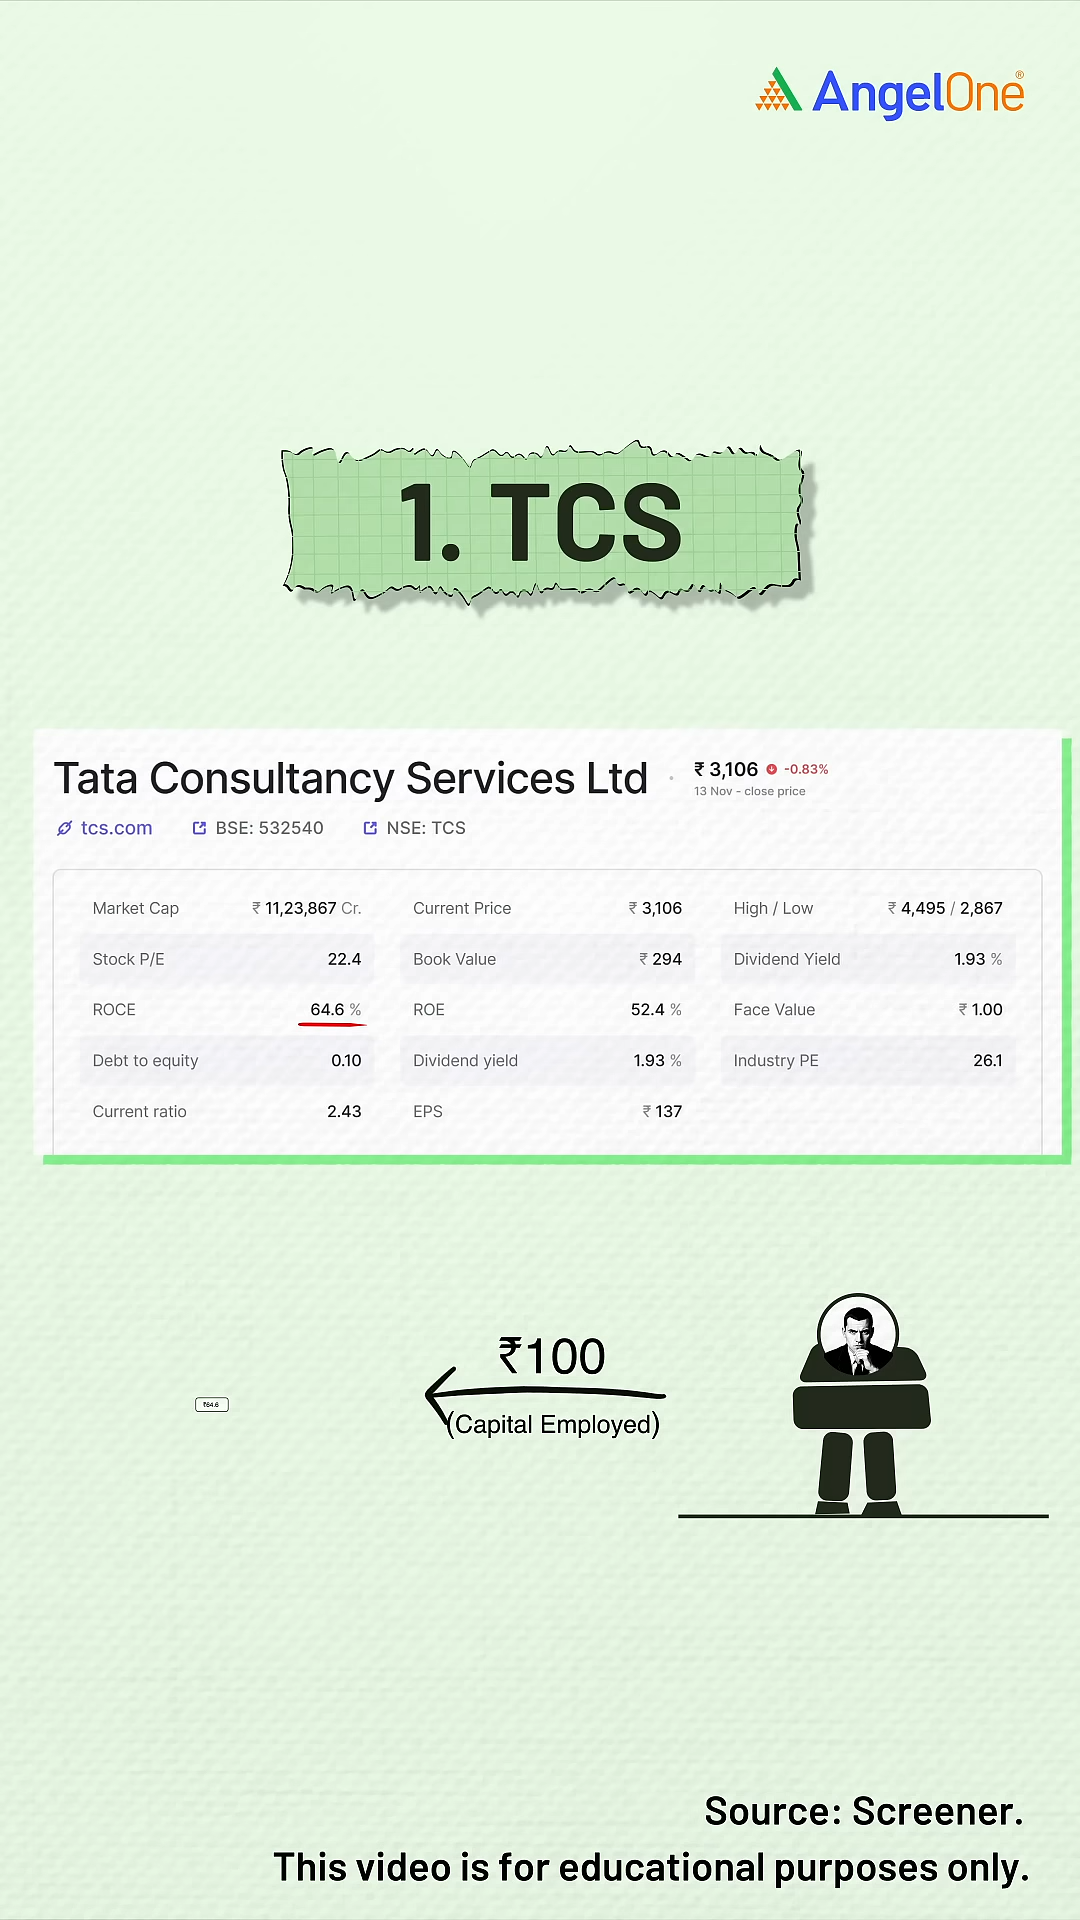 AngelOne®
1. TCS
Tata Consultancy Services Ltd
₹ 3,106 -0.83%
13 Nov - close price
tcs.com BSE: 532540 NSE: TCS
Market Cap ₹ 11,23,867 Cr. Current Price ₹ 3,106 High / Low ₹ 4,495 / 2,867
Stock P/E 22.4 Book Value ₹ 294 Dividend Yield 1.93 %
ROCE 64.6 % ROE 52.4 % Face Value ₹ 1.00
Debt to equity 0.10 Dividend yield 1.93 % Industry PE 26.1
Current ratio 2.43 EPS ₹ 137
₹100
(Capital Employed)
₹64.6
Source: Screener.
This video is for educational purposes only.